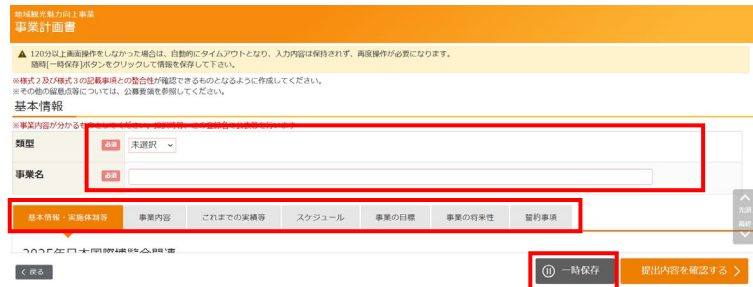 地域観光魅力向上事業
事業計画書
120分以上画面操作をしなかった場合は、自動的にタイムアウトとなり、入力内容は保持されず、再度操作が必要になります。
随時[一時保存]ボタンをクリックして情報を保存して下さい。
※様式2及び様式3の記載事項との整合性が確認できるものとなるように作成してください。
※その他の留意点等については、公募要領を参照してください。
基本情報
※事業内容が分かるも
類型 必須 未選択
事業名 必須
基本情報・実施体制等 事業内容 これまでの実績等 スケジュール 事業の目標 事業の将来性 誓約事項
先頭
最終
2025年日本国際博覧会関連
戻る 一時保存 提出内容を確認する